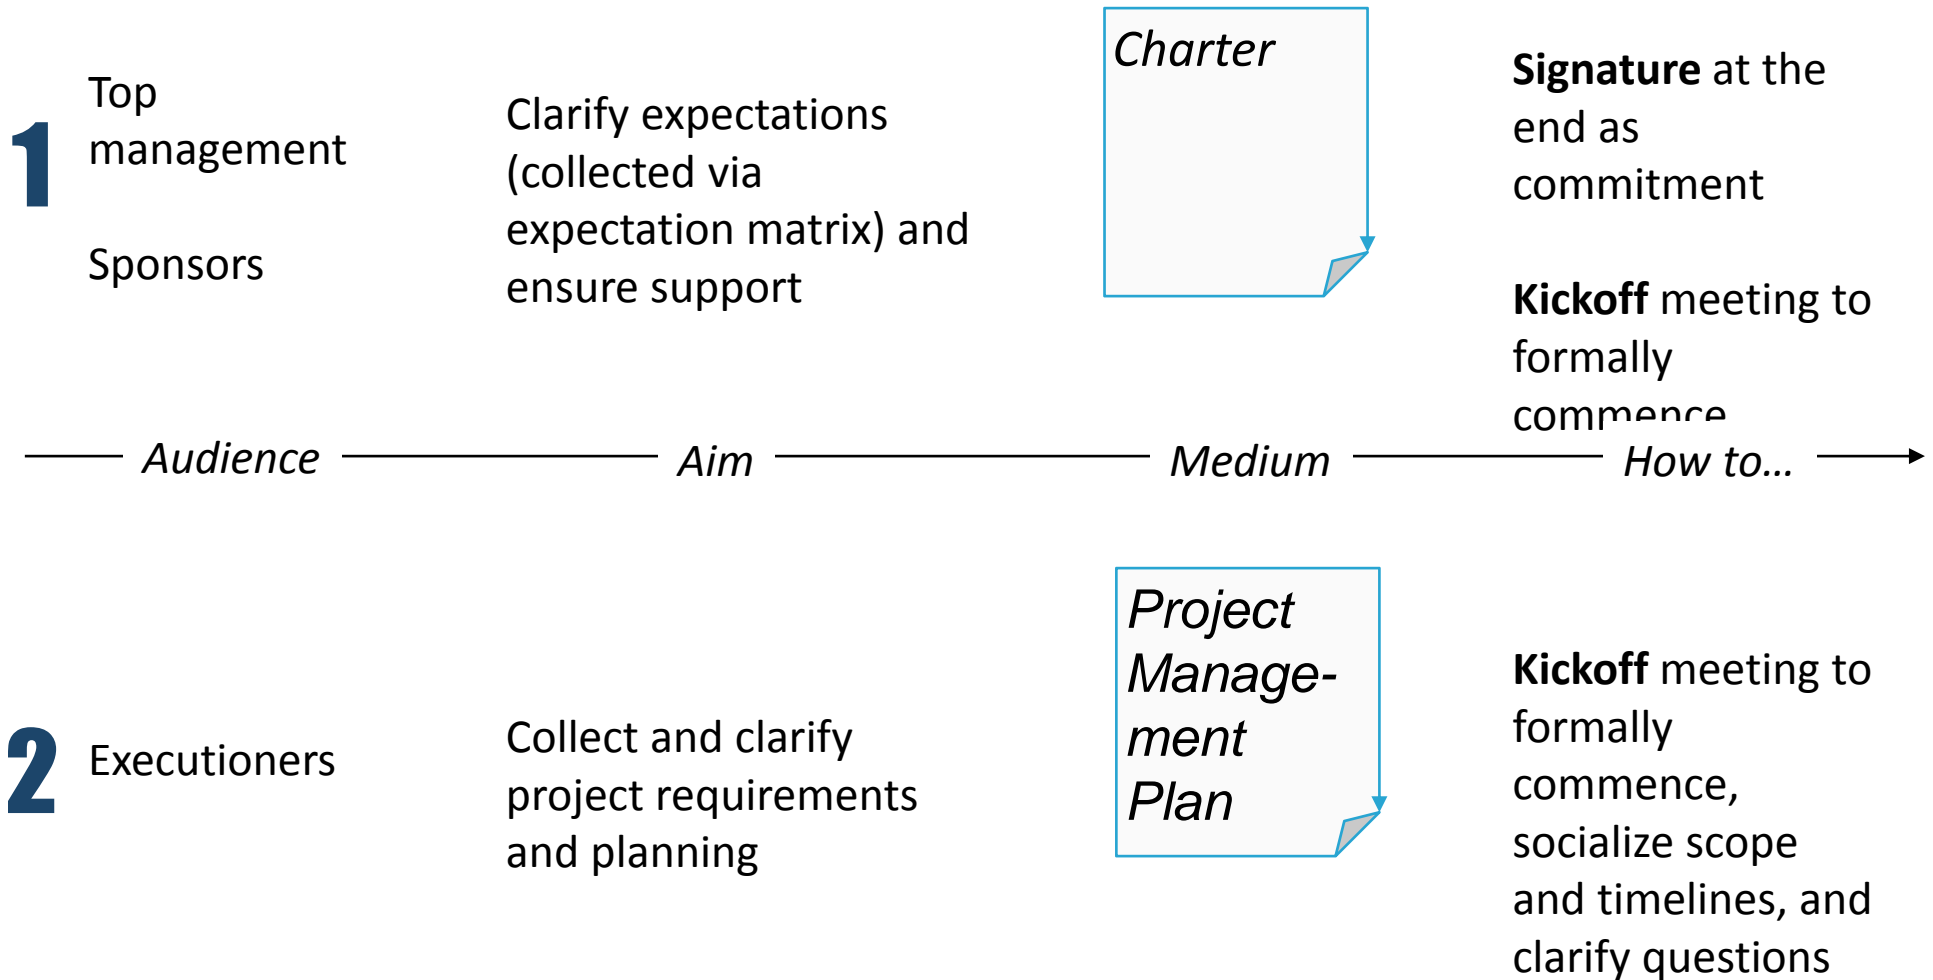 1
Top
management
Sponsors
Clarify expectations
(collected via
expectation matrix) and
ensure support
Charter
Signature at the
end as
commitment
Kickoff meeting to
formally
commence
Audience
Aim
Medium
How to...
2
Executioners
Collect and clarify
project requirements
and planning
Project
Manage-
ment
Plan
Kickoff meeting to
formally
commence,
socialize scope
and timelines, and
clarify questions